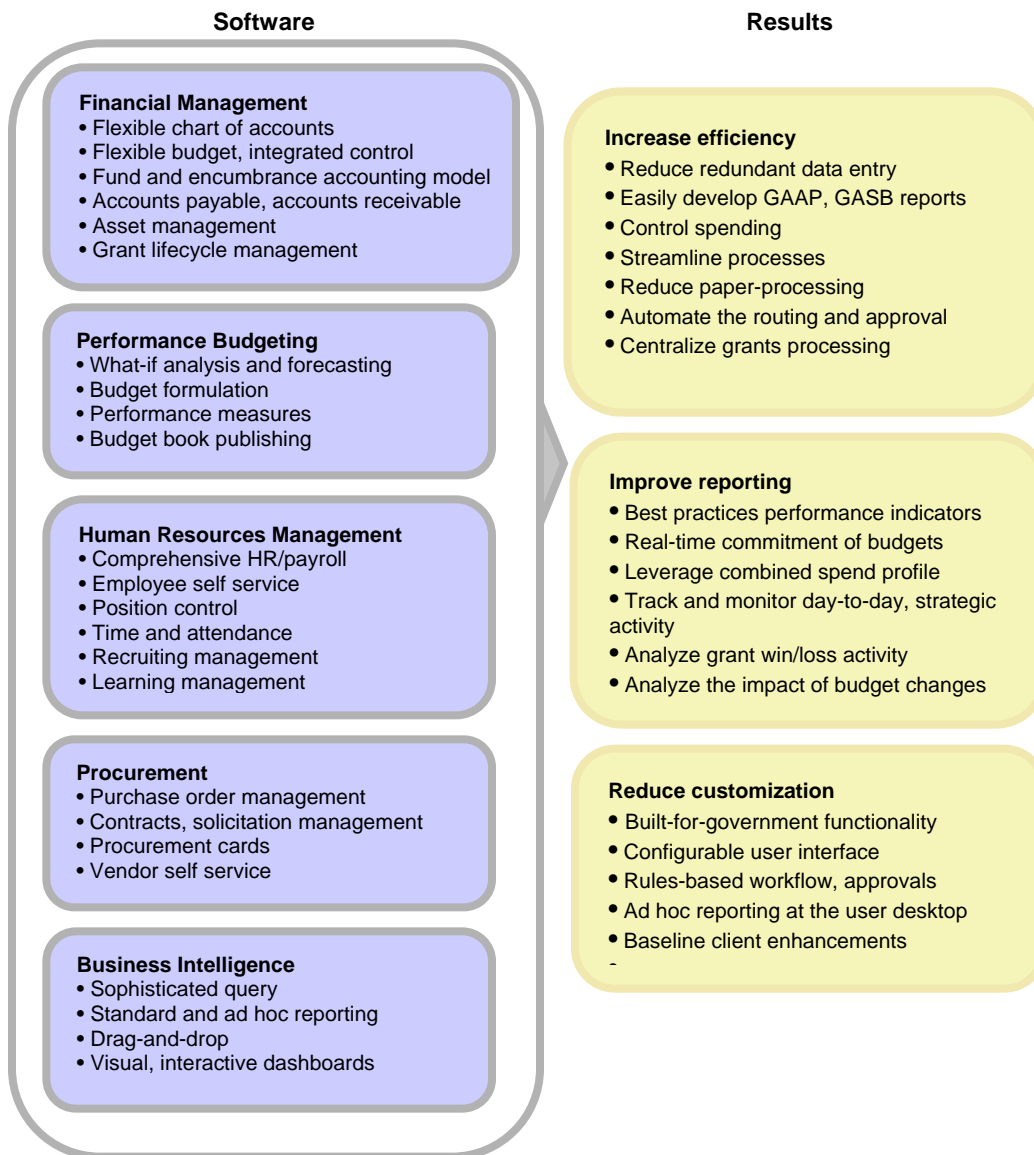 Software
Financial Management
• Flexible chart of accounts
• Flexible budget, integrated control
• Fund and encumbrance accounting model
• Accounts payable, accounts receivable
• Asset management
• Grant lifecycle management
Performance Budgeting
• What-if analysis and forecasting
• Budget formulation
• Performance measures
• Budget book publishing
Human Resources Management
• Comprehensive HR/payroll
• Employee self service
• Position control
• Time and attendance
• Recruiting management
• Learning management
Procurement
• Purchase order management
• Contracts, solicitation management
• Procurement cards
• Vendor self service
Business Intelligence
• Sophisticated query
• Standard and ad hoc reporting
• Drag-and-drop
• Visual, interactive dashboards
Results
Increase efficiency
• Reduce redundant data entry
• Easily develop GAAP, GASB reports
• Control spending
• Streamline processes
• Reduce paper-processing
• Automate the routing and approval
• Centralize grants processing
Improve reporting
• Best practices performance indicators
• Real-time commitment of budgets
• Leverage combined spend profile
• Track and monitor day-to-day, strategic
activity
• Analyze grant win/loss activity
• Analyze the impact of budget changes
Reduce customization
• Built-for-government functionality
• Configurable user interface
• Rules-based workflow, approvals
• Ad hoc reporting at the user desktop
• Baseline client enhancements